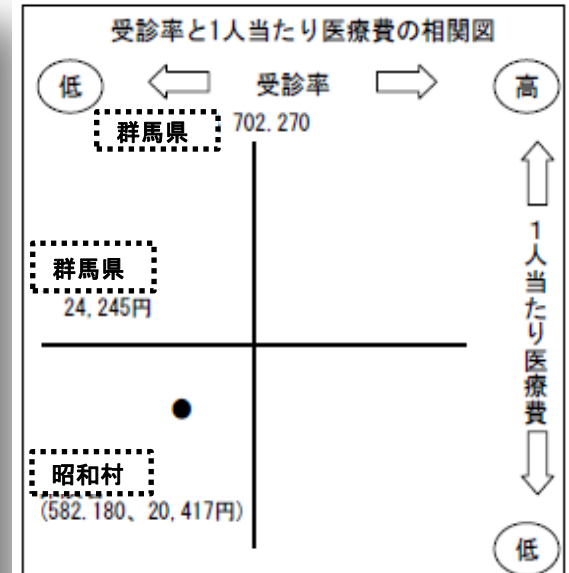 受診率と1人当たり医療費の相関図
低
受診率
高
群馬県
702.270
群馬県
24,245円
1人当たり医療費
昭和村
(582.180、20,417円)
低